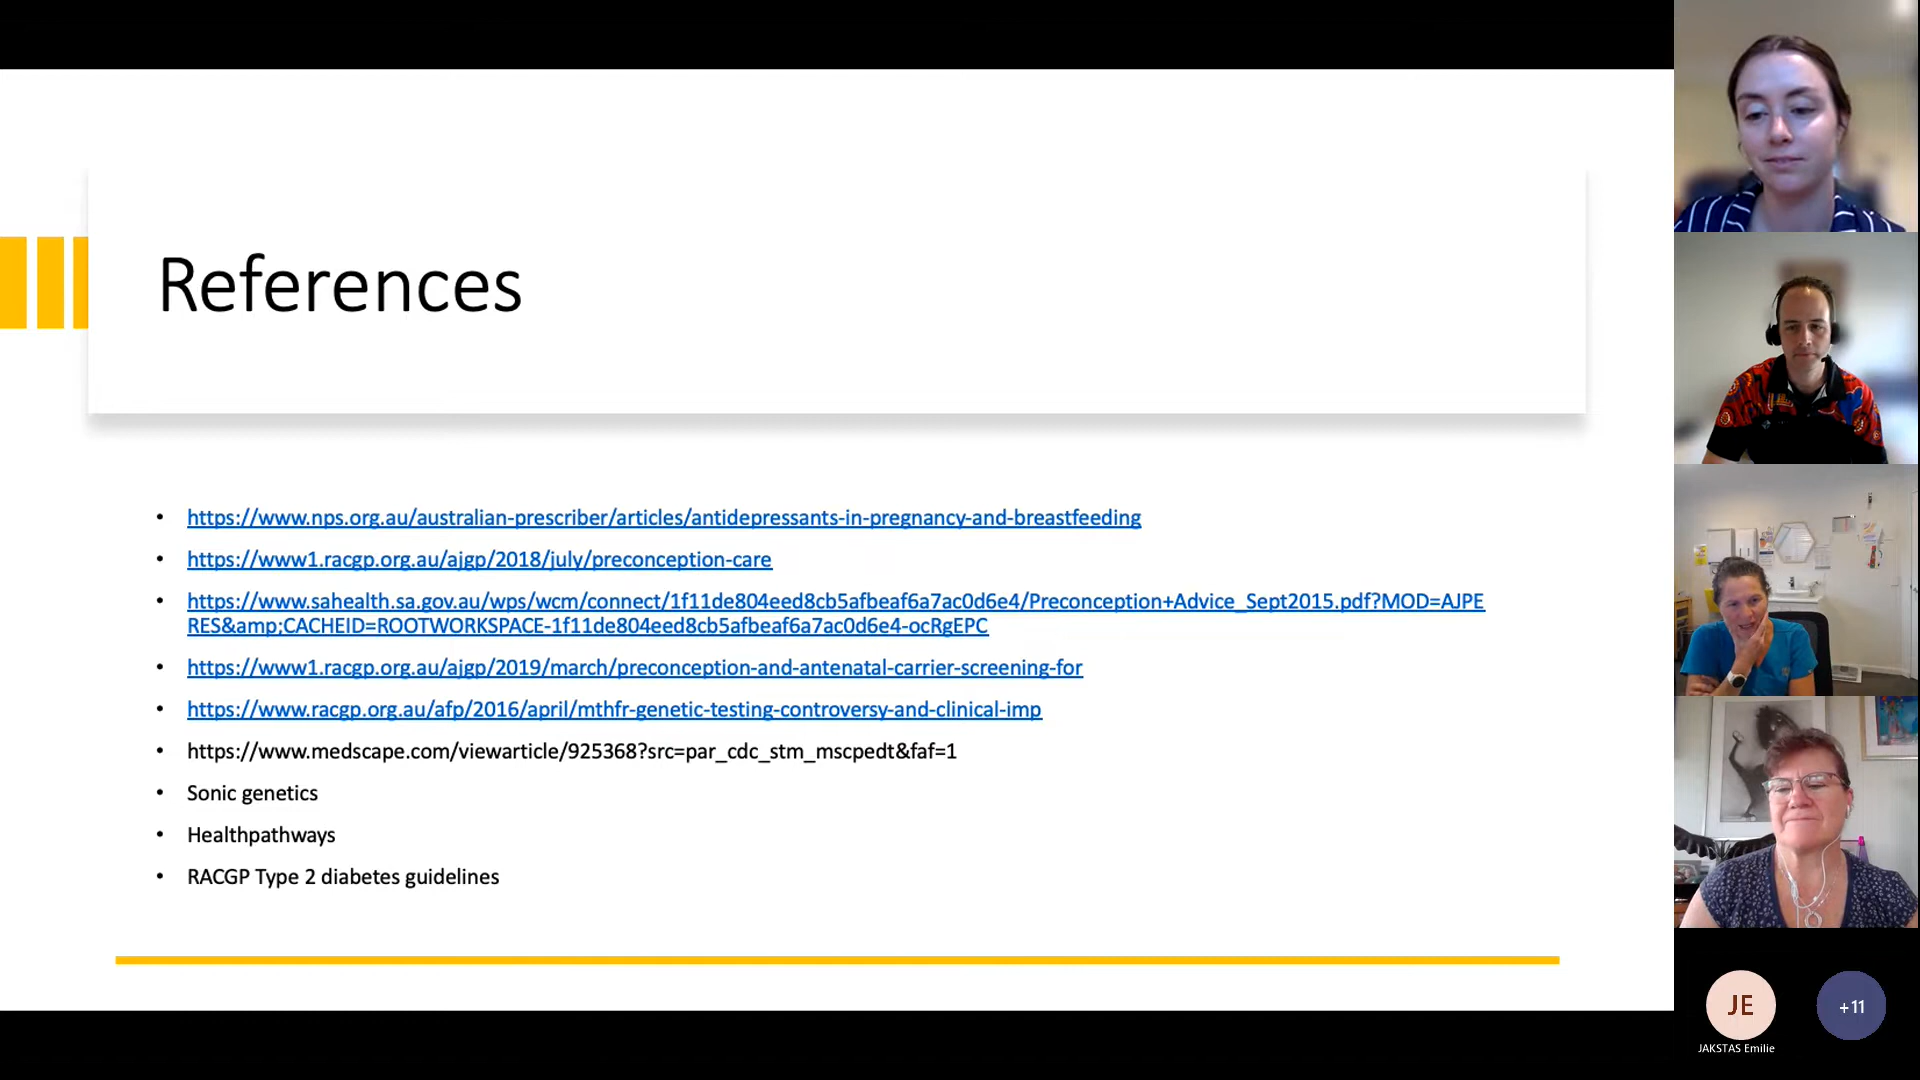 References
• https://www.nps.org.au/australian-prescriber/articles/antidepressants-in-pregnancy-and-breastfeeding
• https://www1.racgp.org.au/ajgp/2018/july/preconception-care
• https://www.sahealth.sa.gov.au/wps/wcm/connect/1f11de804eed8cb5afbeaf6a7ac0d6e4/Preconception+Advice_Sept2015.pdf?MOD=AJPE
RES&amp;CACHEID=ROOTWORKSPACE-1f11de804eed8cb5afbeaf6a7ac0d6e4-ocRgEPC
• https://www1.racgp.org.au/ajgp/2019/march/preconception-and-antenatal-carrier-screening-for
• https://www.racgp.org.au/afp/2016/april/mthfr-genetic-testing-controversy-and-clinical-imp
• https://www.medscape.com/viewarticle/925368?src=par_cdc_stm_mscpedt&faf=1
• Sonic genetics
• Healthpathways
• RACGP Type 2 diabetes guidelines
JE
+11
JAKSTAS Emilie